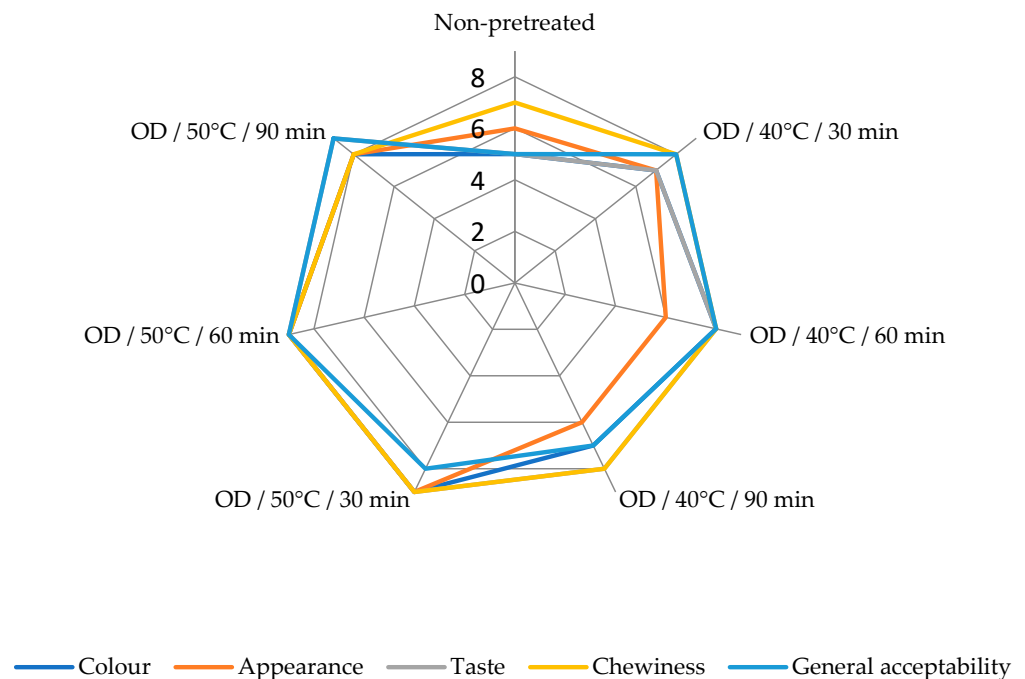 Non-pretreated
8
OD / 50°C / 90 min
6
OD / 40°C / 30 min
4
2
0
OD / 50°C / 60 min
OD / 40°C / 60 min
OD / 50°C / 30 min
OD / 40°C / 90 min
Colour
Appearance
Taste
Chewiness
General acceptability